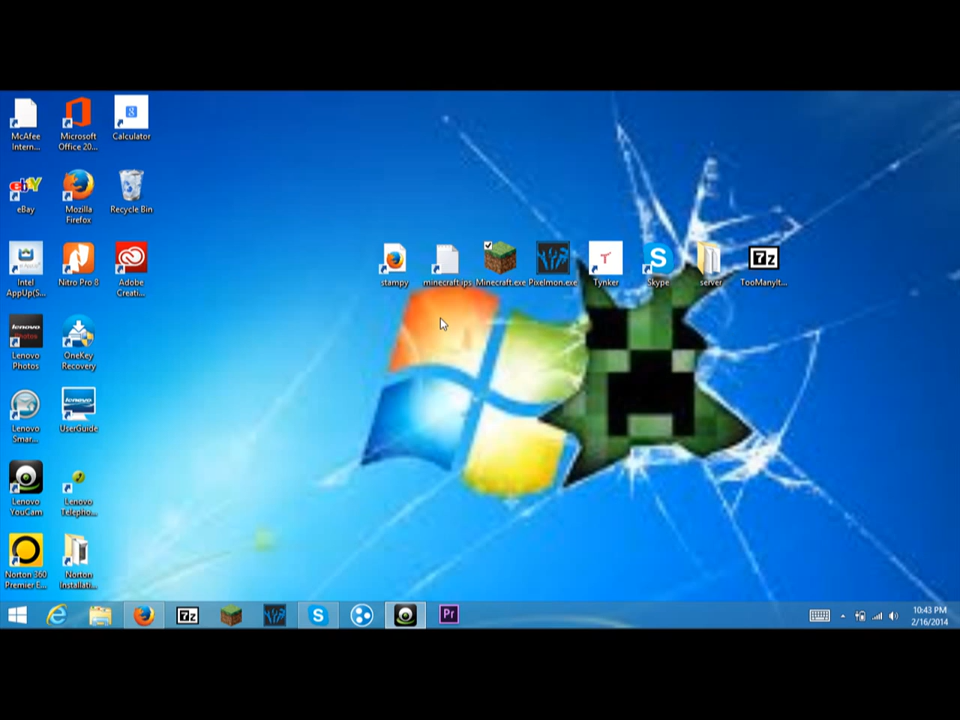 McAfee
Intern...
Microsoft
Office 20...
Calculator
eBay
Mozilla
Firefox
Recycle Bin
Intel
AppUp(S...
Nitro Pro 8
Adobe
Creati...
stampy
minecraft.ips
Minecraft.exe
Pixelmon.exe
Tynker
Skype
server
TooManyIt...
Lenovo
Photos
OneKey
Recovery
Lenovo
Smar...
UserGuide
Lenovo
YouCam
Lenovo
Telepho...
Norton 360
Premier E...
Norton
Installati...
10:43 PM
2/16/2014